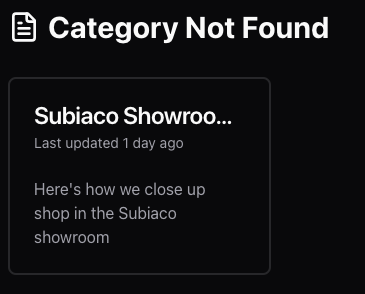 Category Not Found
Subiaco Showroo...
Last updated 1 day ago
Here's how we close up
shop in the Subiaco
showroom